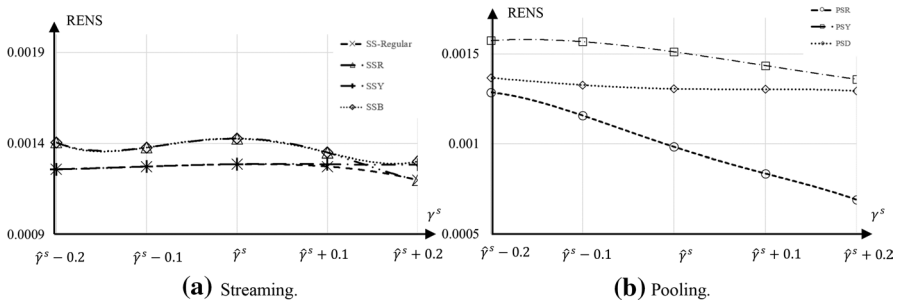 RENS
0.0019
0.0014
0.0009
SS-Regular
SSR
SSY
SSB
γ^s
γ̂^s − 0.2
γ̂^s − 0.1
γ̂^s
γ̂^s + 0.1
γ̂^s + 0.2
(a) Streaming.
RENS
0.0015
0.001
0.0005
PSR
PSY
PSD
γ^s
γ̂^s − 0.2
γ̂^s − 0.1
γ̂^s
γ̂^s + 0.1
γ̂^s + 0.2
(b) Pooling.